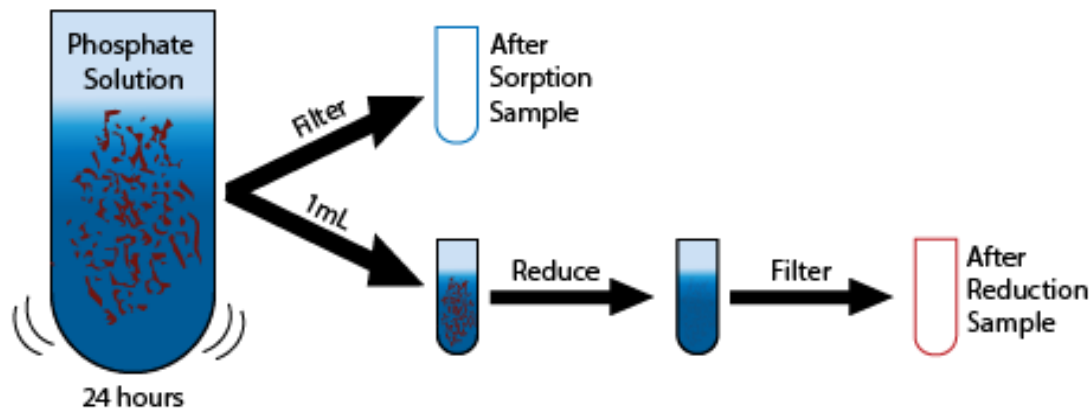 Phosphate
Solution
24 hours
Filter
1mL
After
Sorption
Sample
Reduce
Filter
After
Reduction
Sample